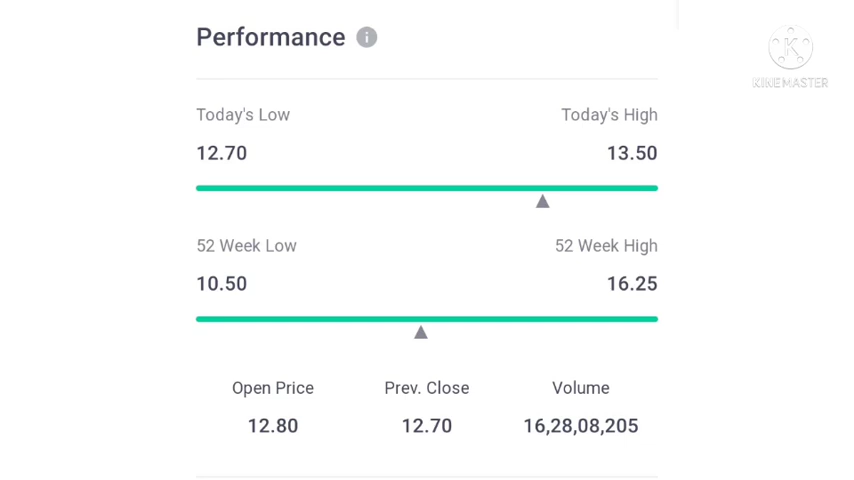 Performance
KINEMASTER
Today's Low Today's High
12.70 13.50
52 Week Low 52 Week High
10.50 16.25
Open Price Prev. Close Volume
12.80 12.70 16,28,08,205